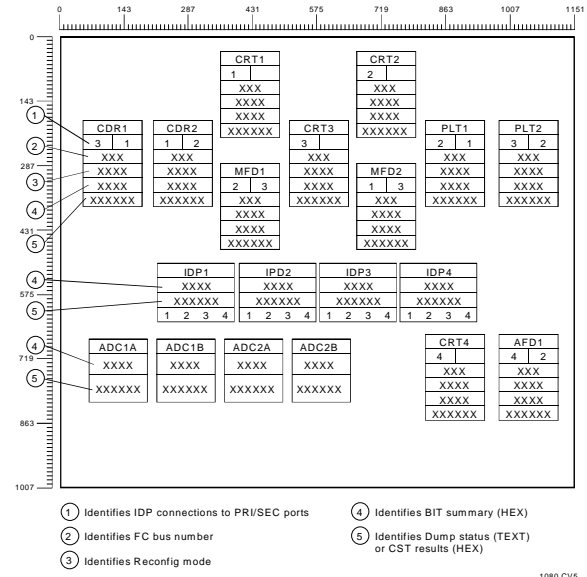 0 143 287 431 575 719 863 1007 1151
0
143
287
431
575
719
863
1007
CRT1
1
XXX
XXXX
XXXX
XXXXXX
CRT2
2
XXX
XXXX
XXXX
XXXXXX
1
2
3
4
5
CDR1
3 1
XXX
XXXX
XXXX
XXXXXX
CDR2
1 2
XXX
XXXX
XXXX
XXXXXX
CRT3
3
XXX
XXXX
XXXX
XXXXXX
PLT1
2 1
XXX
XXXX
XXXX
XXXXXX
PLT2
3 2
XXX
XXXX
XXXX
XXXXXX
MFD1
2 3
XXX
XXXX
XXXX
XXXXXX
MFD2
1 3
XXX
XXXX
XXXX
XXXXXX
4
5
IDP1
XXXX
XXXXXX
1 2 3 4
IPD2
XXXX
XXXXXX
1 2 3 4
IDP3
XXXX
XXXXXX
1 2 3 4
IDP4
XXXX
XXXXXX
1 2 3 4
4
5
ADC1A
XXXX
XXXXXX
ADC1B
XXXX
XXXXXX
ADC2A
XXXX
XXXXXX
ADC2B
XXXX
XXXXXX
CRT4
4
XXX
XXXX
XXXX
XXXXXX
AFD1
4 2
XXX
XXXX
XXXX
XXXXXX
1 Identifies IDP connections to PRI/SEC ports
2 Identifies FC bus number
3 Identifies Reconfig mode
4 Identifies BIT summary (HEX)
5 Identifies Dump status (TEXT)
or CST results (HEX)
1080.CV5